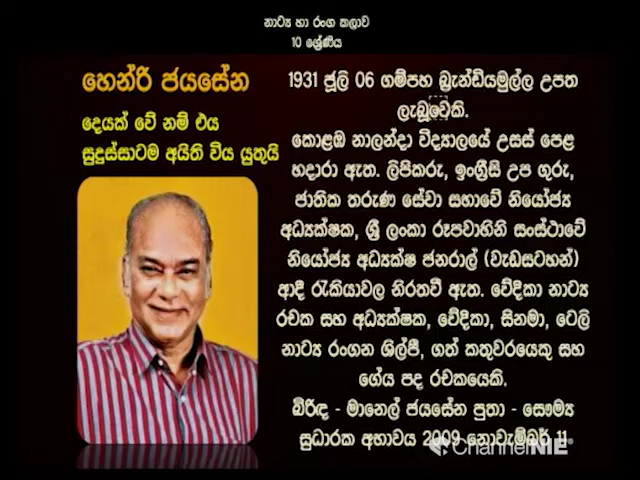 නාට්‍ය හා රංග කලාව
10 ශ්‍රේණිය
හෙන්රි ජයසේන
දෙයක් වේ නම් එය
සුදුස්සාටම අයිති විය යුතුයි
1931 ජූලි 06 ගම්පහ බ්‍රැන්ඩියමුල්ල උපත
ලැබූවෙකි.
කොළඹ නාලන්දා විද්‍යාලයේ උසස් පෙළ
හදාරා ඇත. ලිපිකරු, ඉංග්‍රීසි උප ගුරු,
ජාතික තරුණ සේවා සභාවේ නියෝජ්‍ය
අධ්‍යක්ෂක, ශ්‍රී ලංකා රූපවාහිනි සංස්ථාවේ
නියෝජ්‍ය අධ්‍යක්ෂ ජනරාල් (වැඩසටහන්)
ආදී රැකියාවල නිරතවී ඇත. වේදිකා නාට්‍ය
රචක සහ අධ්‍යක්ෂක, වේදිකා, සිනමා, ටෙලි
නාට්‍ය රංගන ශිල්පී, ගත් කතුවරයෙකු සහ
ගේය පද රචකයෙකි.
බිරිඳ - මානෙල් ජයසේන පුතා - සෞම්‍ය
සුධාරක අභාවය 2009 නොවැම්බර් 11
ChannelNIE